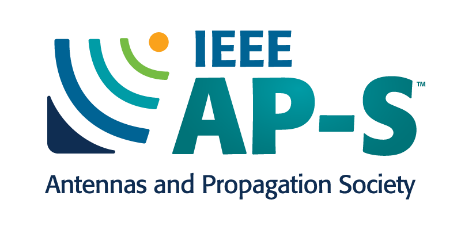 IEEE
AP-S™
Antennas and Propagation Society